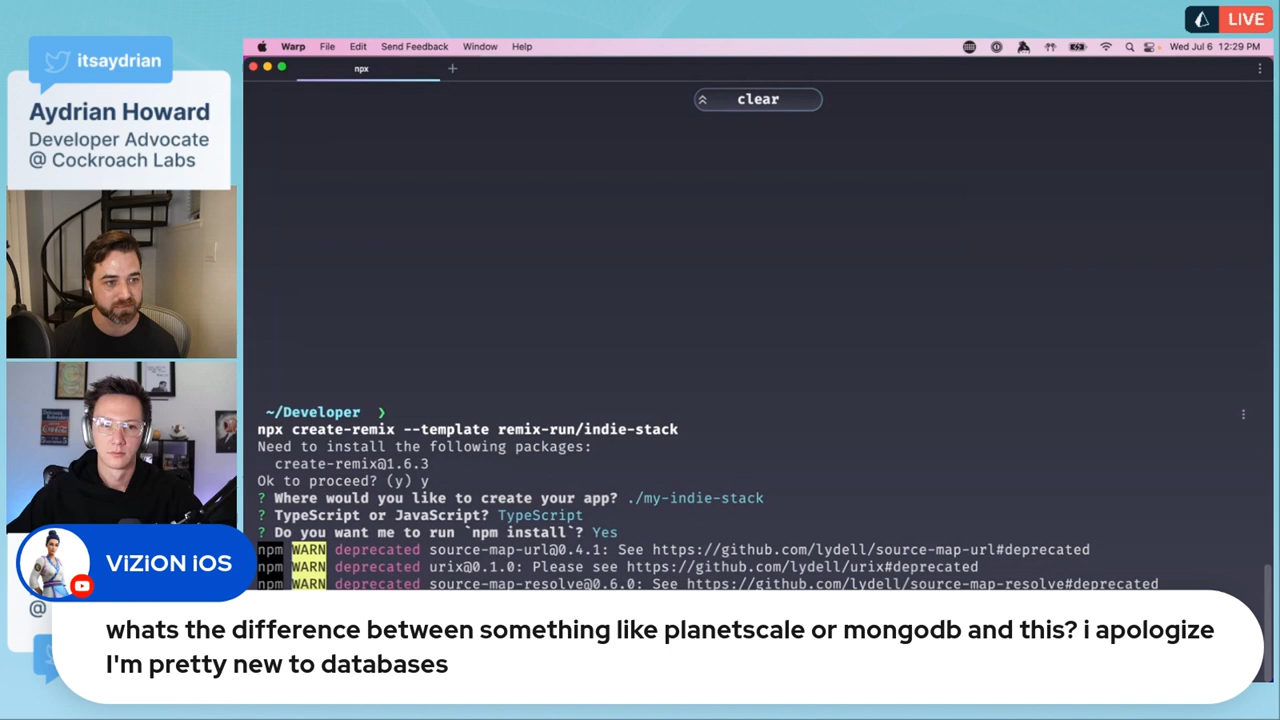 LIVE
itsaydrian
Aydrian Howard
Developer Advocate
@ Cockroach Labs
Warp File Edit Send Feedback Window Help
Wed Jul 6 12:29 PM
npx
clear
~/Developer ❯
npx create-remix --template remix-run/indie-stack
Need to install the following packages:
create-remix@1.6.3
Ok to proceed? (y) y
? Where would you like to create your app? ./my-indie-stack
? TypeScript or JavaScript? TypeScript
? Do you want me to run `npm install`? Yes
npm WARN deprecated source-map-url@0.4.1: See https://github.com/lydell/source-map-url#deprecated
npm WARN deprecated urix@0.1.0: Please see https://github.com/lydell/urix#deprecated
npm WARN deprecated source-map-resolve@0.6.0: See https://github.com/lydell/source-map-resolve#deprecated
ViZiON iOS
@
whats the difference between something like planetscale or mongodb and this? i apologize
I'm pretty new to databases